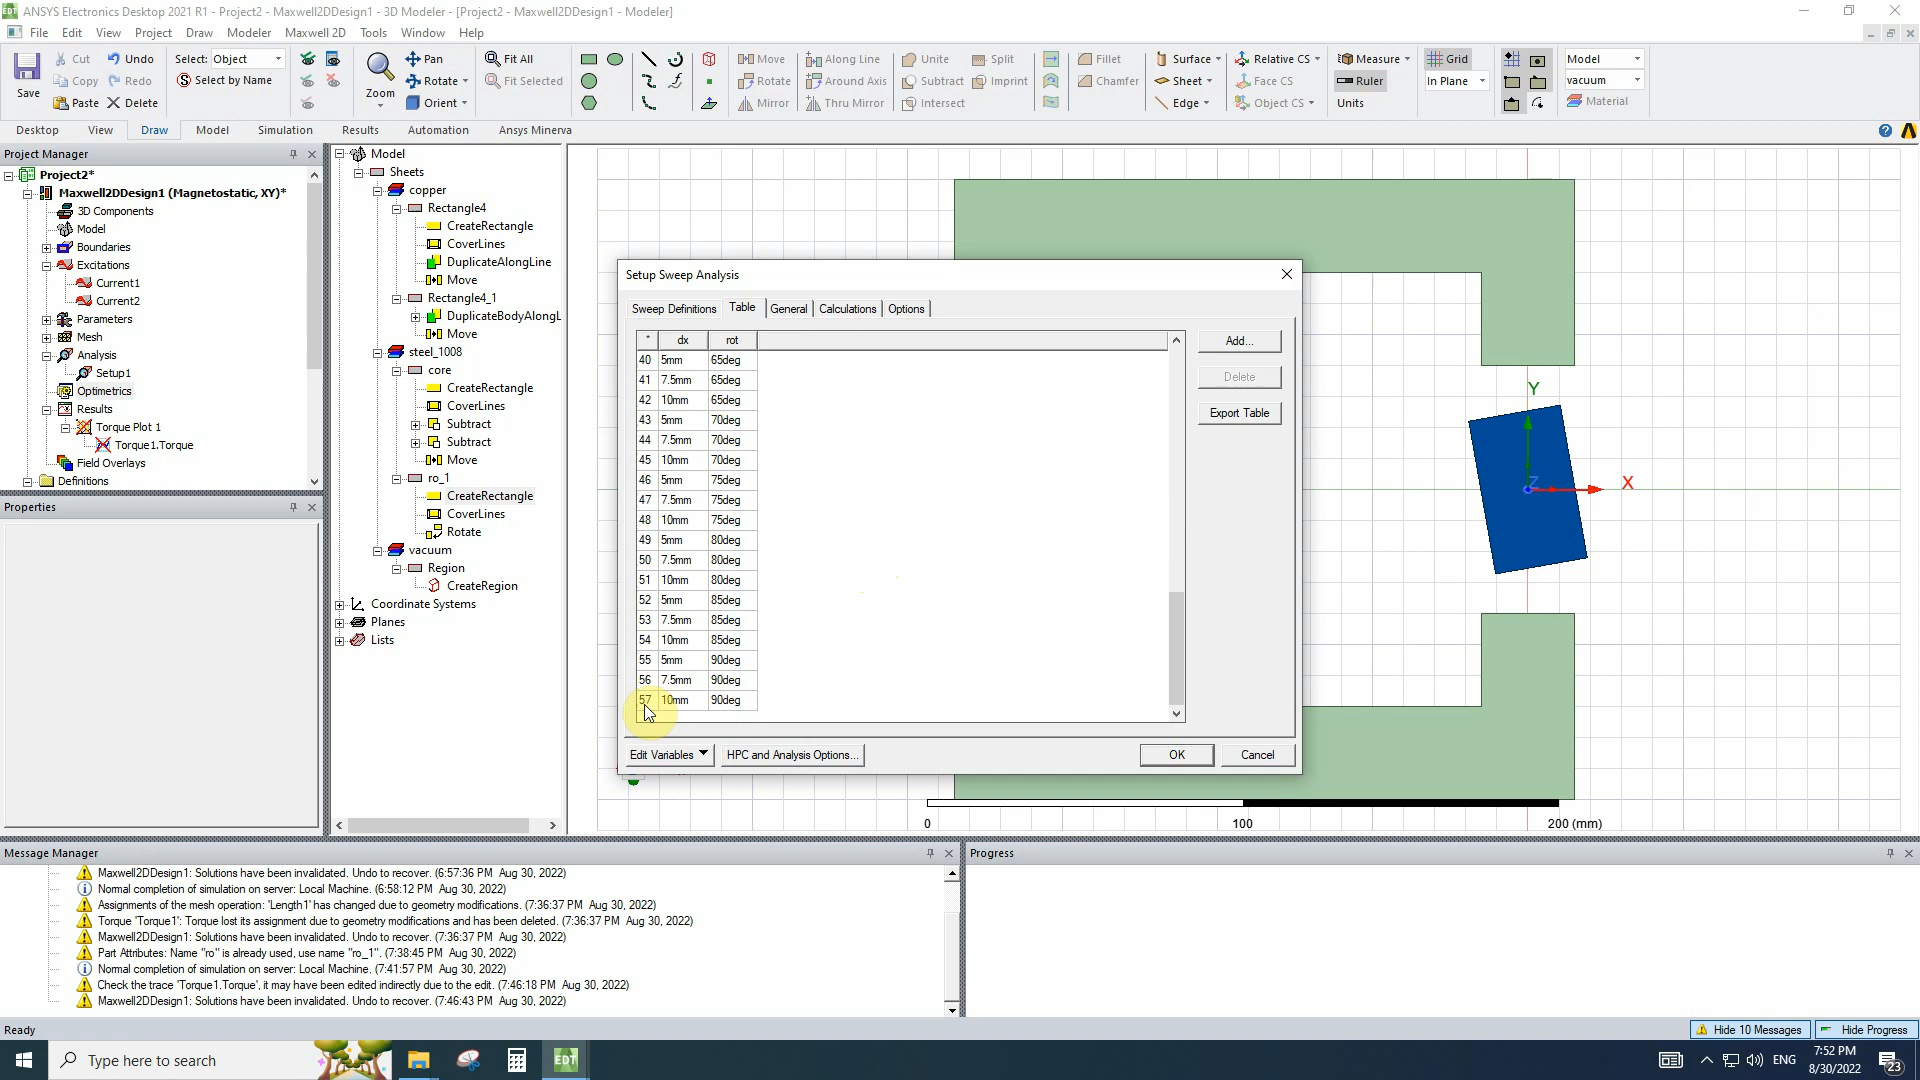 ANSYS Electronics Desktop 2021 R1 - Project2 - Maxwell2DDesign1 - 3D Modeler - [Project2 - Maxwell2DDesign1 - Modeler]
File Edit View Project Draw Modeler Maxwell 2D Tools Window Help
Save
Cut Undo
Copy Redo
Paste Delete
Select: Object
Select by Name
Zoom
Pan
Rotate
Orient
Fit All
Fit Selected
Move Along Line
Rotate Around Axis
Mirror Thru Mirror
Unite Split
Subtract Imprint
Intersect
Fillet
Chamfer
Surface
Sheet
Edge
Relative CS
Face CS
Object CS
Measure
Ruler
Units
Grid
In Plane
Model
vacuum
Material
Desktop View Draw Model Simulation Results Automation Ansys Minerva
Project Manager
Project2*
Maxwell2DDesign1 (Magnetostatic, XY)*
3D Components
Model
Boundaries
Excitations
Current1
Current2
Parameters
Mesh
Analysis
Setup1
Optimetrics
Results
Torque Plot 1
Torque1.Torque
Field Overlays
Definitions
Properties
Model
Sheets
copper
Rectangle4
CreateRectangle
CoverLines
DuplicateAlongLine
Move
Rectangle4_1
DuplicateBodyAlongL
Move
steel_1008
core
CreateRectangle
CoverLines
Subtract
Subtract
Move
ro_1
CreateRectangle
CoverLines
Rotate
vacuum
Region
CreateRegion
Coordinate Systems
Planes
Lists
Setup Sweep Analysis
Sweep Definitions Table General Calculations Options
* dx rot
40 5mm 65deg
41 7.5mm 65deg
42 10mm 65deg
43 5mm 70deg
44 7.5mm 70deg
45 10mm 70deg
46 5mm 75deg
47 7.5mm 75deg
48 10mm 75deg
49 5mm 80deg
50 7.5mm 80deg
51 10mm 80deg
52 5mm 85deg
53 7.5mm 85deg
54 10mm 85deg
55 5mm 90deg
56 7.5mm 90deg
57 10mm 90deg
Add...
Delete
Export Table
Edit Variables HPC and Analysis Options... OK Cancel
Y
Z
X
0 100 200 (mm)
Message Manager
Maxwell2DDesign1: Solutions have been invalidated. Undo to recover. (6:57:36 PM Aug 30, 2022)
Normal completion of simulation on server: Local Machine. (6:58:12 PM Aug 30, 2022)
Assignments of the mesh operation: 'Length1' has changed due to geometry modifications. (7:36:37 PM Aug 30, 2022)
Torque 'Torque1': Torque lost its assignment due to geometry modifications and has been deleted. (7:36:37 PM Aug 30, 2022)
Maxwell2DDesign1: Solutions have been invalidated. Undo to recover. (7:36:37 PM Aug 30, 2022)
Part Attributes: Name "ro" is already used, use name "ro_1". (7:38:45 PM Aug 30, 2022)
Normal completion of simulation on server: Local Machine. (7:41:57 PM Aug 30, 2022)
Check the trace 'Torque1.Torque', it may have been edited indirectly due to the edit. (7:46:18 PM Aug 30, 2022)
Maxwell2DDesign1: Solutions have been invalidated. Undo to recover. (7:46:43 PM Aug 30, 2022)
Progress
Ready
Hide 10 Messages
Hide Progress
Type here to search
EDT
ENG
7:52 PM
8/30/2022
23